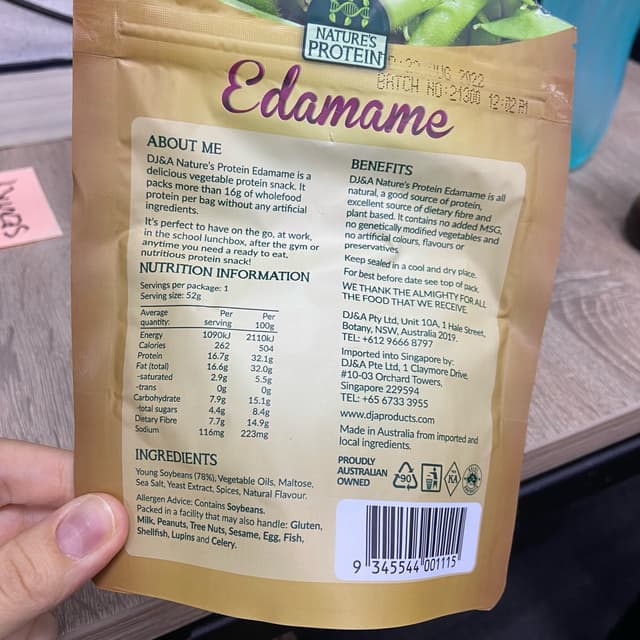 NATURE'S
PROTEIN
AUG 2022
BATCH NO:21300 12:02
Edamame
ABOUT ME
DJ&A Nature's Protein Edamame is a
delicious vegetable protein snack. It
packs more than 16g of wholefood
protein per bag without any artificial
ingredients.
It's perfect to have on the go, at work,
in the school lunchbox, after the gym or
anytime you need a ready to eat,
nutritious protein snack!
NUTRITION INFORMATION
Servings per package: 1
Serving size: 52g
Average quantity: Per serving Per 100g
Energy 1090kJ 2110kJ
Calories 262 504
Protein 16.7g 32.1g
Fat (total) 16.6g 32.0g
-saturated 2.9g 5.5g
-trans 0g 0g
Carbohydrate 7.9g 15.1g
-total sugars 4.4g 8.4g
Dietary Fibre 7.7g 14.9g
Sodium 116mg 223mg
INGREDIENTS
Young Soybeans (78%), Vegetable Oils, Maltose,
Sea Salt, Yeast Extract, Spices, Natural Flavour.
Allergen Advice: Contains Soybeans.
Packed in a facility that may also handle: Gluten,
Milk, Peanuts, Tree Nuts, Sesame, Egg, Fish,
Shellfish, Lupins and Celery.
BENEFITS
DJ&A Nature's Protein Edamame is all
natural, a good source of protein,
excellent source of dietary fibre and
plant based. It contains no added MSG,
no genetically modified vegetables and
no artificial colours, flavours or
preservatives.
Keep sealed in a cool and dry place.
For best before date see top of pack.
WE THANK THE ALMIGHTY FOR ALL
THE FOOD THAT WE RECEIVE.
DJ&A Pty Ltd, Unit 10A, 1 Hale Street,
Botany, NSW, Australia 2019.
TEL: +612 9666 8797
Imported into Singapore by:
DJ&A Pte Ltd, 1 Claymore Drive,
#10-03 Orchard Towers,
Singapore 229594
TEL: +65 6733 3955
www.djaproducts.com
Made in Australia from imported and
local ingredients.
PROUDLY
AUSTRALIAN
OWNED
90
KA
9 345544 001115